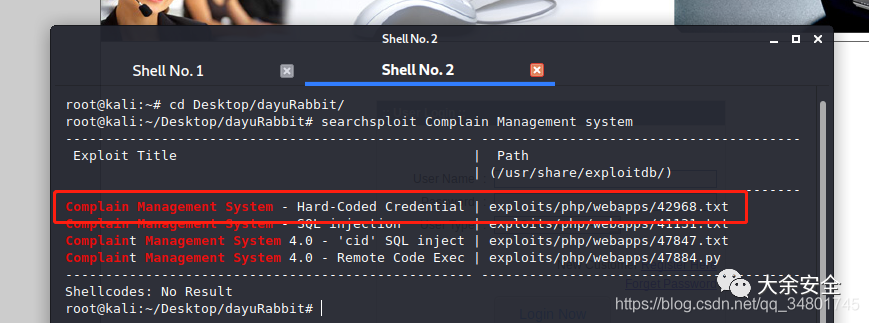 Shell No. 2
Shell No. 1
Shell No. 2
root@kali:~# cd Desktop/dayuRabbit/
root@kali:~/Desktop/dayuRabbit# searchsploit Complain Management system
---------------------------------------------------- ----------------------------------------
Exploit Title | Path
| (/usr/share/exploitdb/)
---------------------------------------------------- ----------------------------------------
Complain Management System - Hard-Coded Credential | exploits/php/webapps/42968.txt
Complain Management System - SQL injection | exploits/php/webapps/41131.txt
Complaint Management System 4.0 - 'cid' SQL inject | exploits/php/webapps/47847.txt
Complaint Management System 4.0 - Remote Code Exec | exploits/php/webapps/47884.py
---------------------------------------------------- ----------------------------------------
Shellcodes: No Result
root@kali:~/Desktop/dayuRabbit#
User Name
Forget Password
Login Now
大余安全
https://blog.csdn.net/qq_34801745